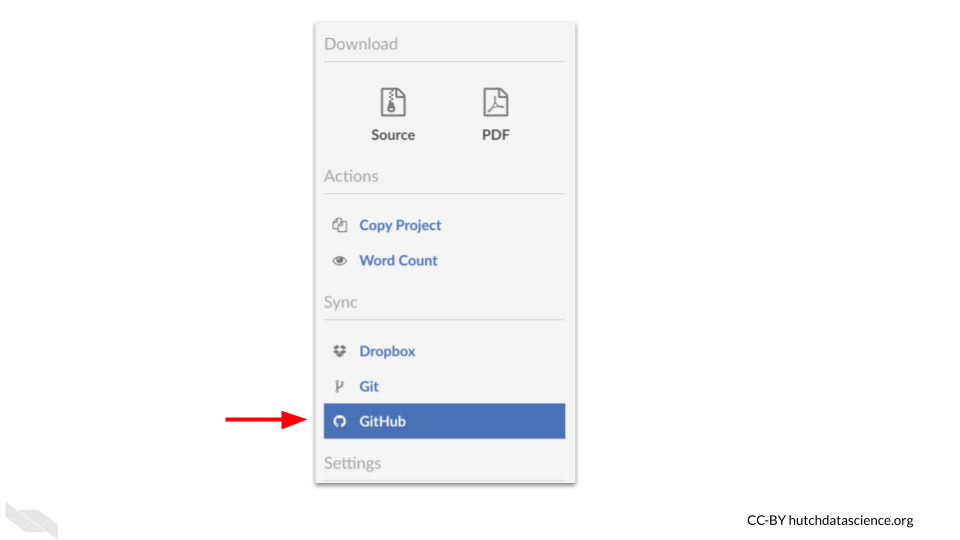 Download
Source PDF
Actions
Copy Project
Word Count
Sync
Dropbox
Git
GitHub
Settings
CC-BY hutchdatascience.org